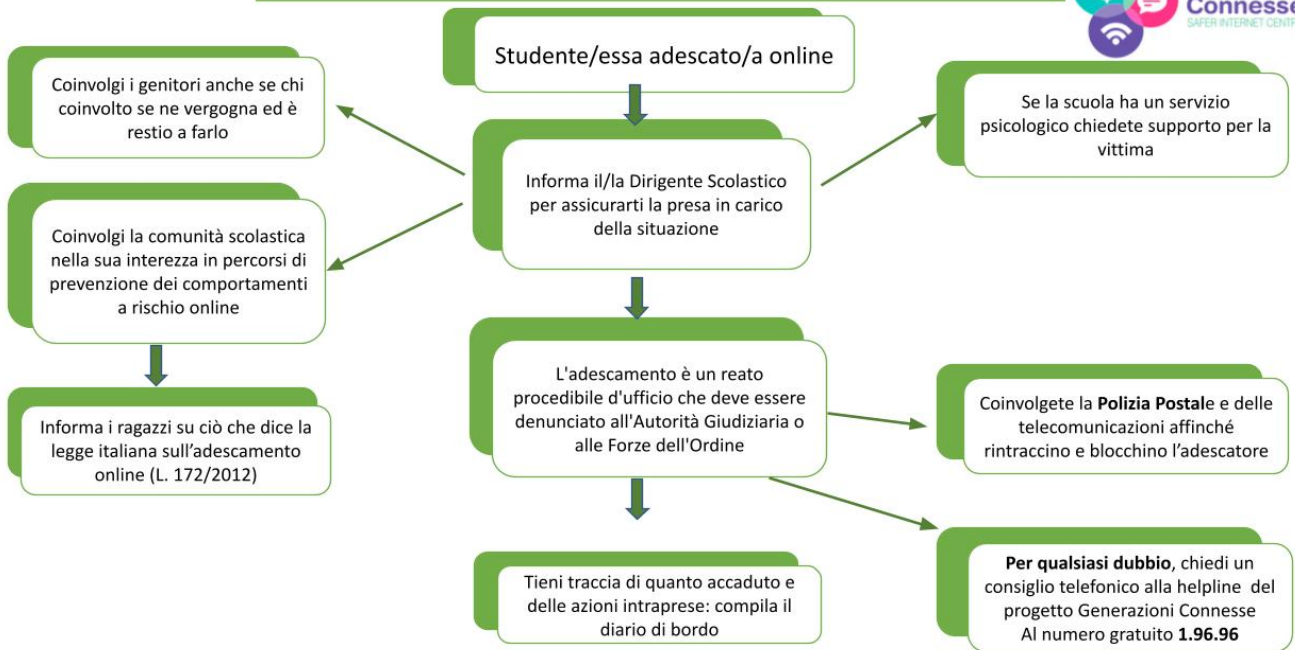 Connesse
SAFER INTERNET CENTRE
Studente/essa adescato/a online
Coinvolgi i genitori anche se chi
coinvolto se ne vergogna ed è
restio a farlo
Se la scuola ha un servizio
psicologico chiedete supporto per la
vittima
Informa il/la Dirigente Scolastico
per assicurarti la presa in carico
della situazione
Coinvolgi la comunità scolastica
nella sua interezza in percorsi di
prevenzione dei comportamenti
a rischio online
L'adescamento è un reato
procedibile d'ufficio che deve essere
denunciato all'Autorità Giudiziaria o
alle Forze dell'Ordine
Informa i ragazzi su ciò che dice la
legge italiana sull’adescamento
online (L. 172/2012)
Coinvolgete la Polizia Postale e delle
telecomunicazioni affinché
rintraccino e blocchino l’adescatore
Tieni traccia di quanto accaduto e
delle azioni intraprese: compila il
diario di bordo
Per qualsiasi dubbio, chiedi un
consiglio telefonico alla helpline del
progetto Generazioni Connesse
Al numero gratuito 1.96.96